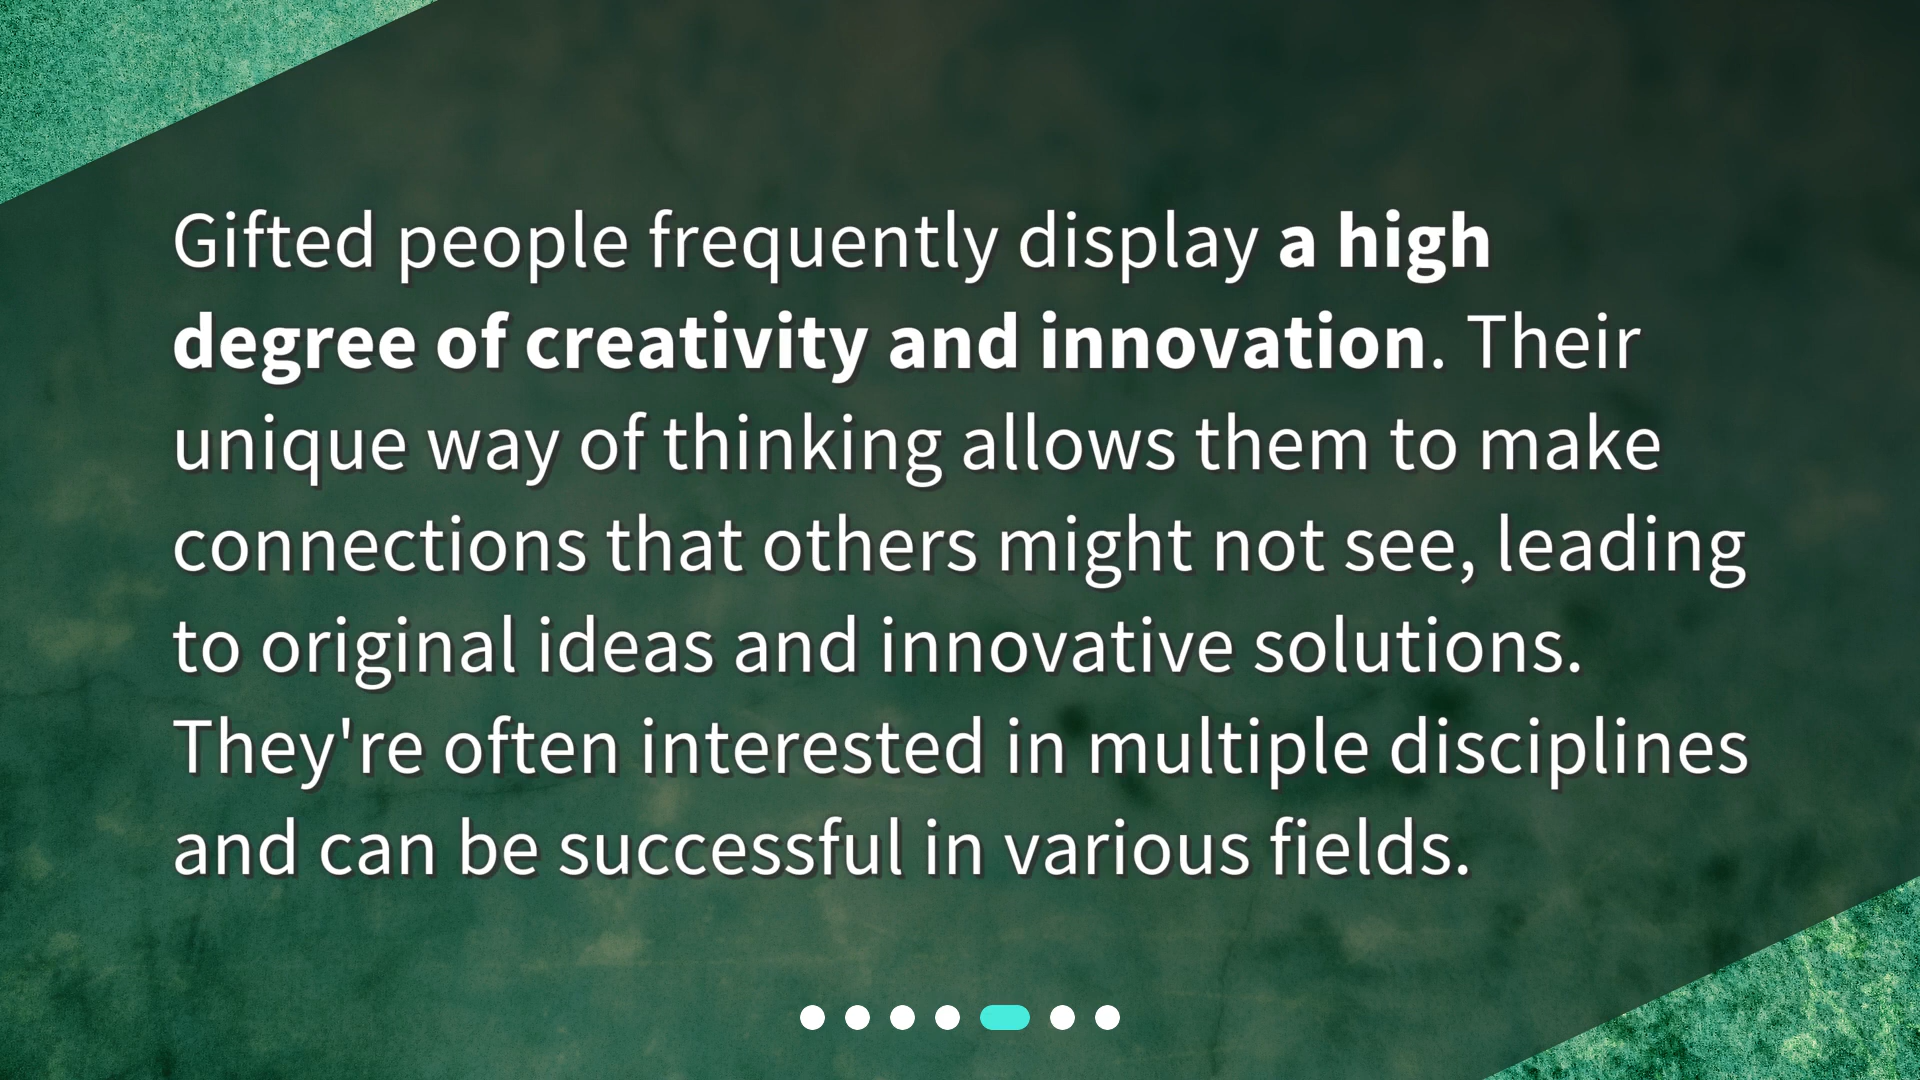 Gifted people frequently display a high
degree of creativity and innovation. Their
unique way of thinking allows them to make
connections that others might not see, leading
to original ideas and innovative solutions.
They're often interested in multiple disciplines
and can be successful in various fields.